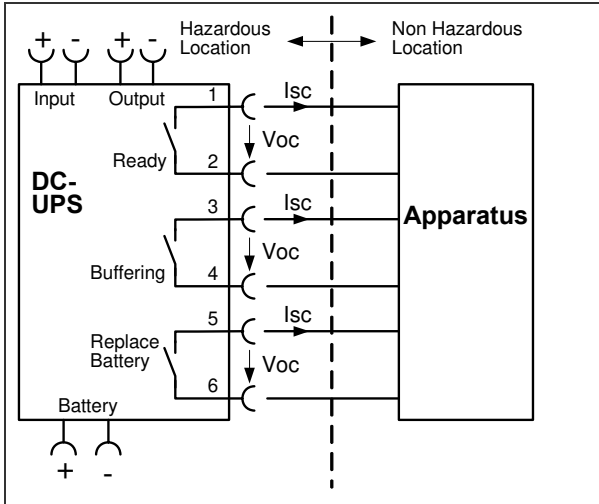 Hazardous
Location
Non Hazardous
Location
+ - + -
Input Output
1 Isc
Ready
Voc
2
DC-
UPS
3 Isc
Apparatus
Buffering
Voc
4
5 Isc
Replace
Battery
Voc
6
Battery
+ -